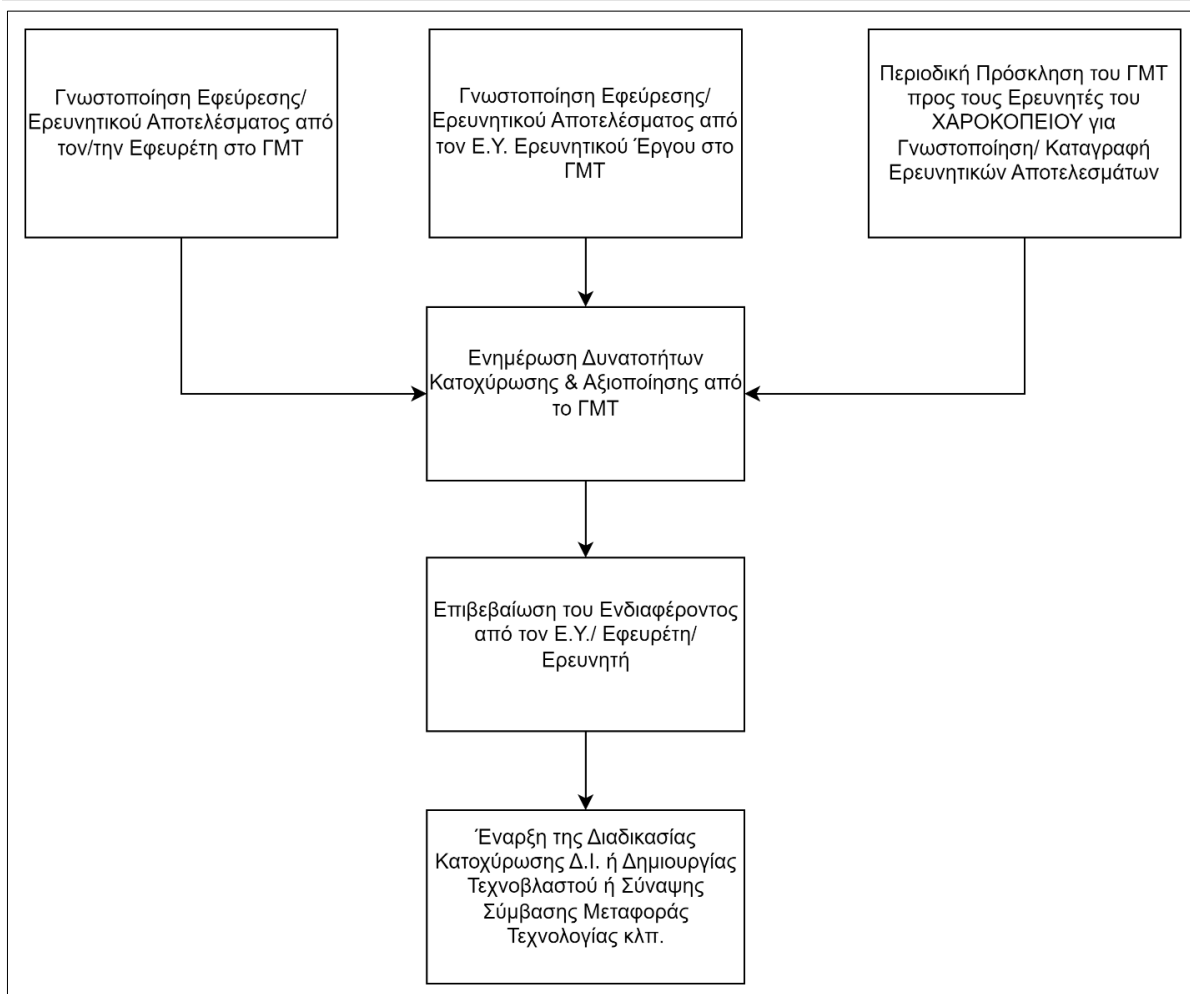 Γνωστοποίηση Εφεύρεσης/
Ερευνητικού Αποτελέσματος από
τον/την Εφευρέτη στο ΓΜΤ
Γνωστοποίηση Εφεύρεσης/
Ερευνητικού Αποτελέσματος από
τον Ε.Υ. Ερευνητικού Έργου στο
ΓΜΤ
Περιοδική Πρόσκληση του ΓΜΤ
προς τους Ερευνητές του
ΧΑΡΟΚΟΠΕΙΟΥ για
Γνωστοποίηση/ Καταγραφή
Ερευνητικών Αποτελεσμάτων
Ενημέρωση Δυνατοτήτων
Κατοχύρωσης & Αξιοποίησης από
το ΓΜΤ
Επιβεβαίωση του Ενδιαφέροντος
από τον Ε.Υ./ Εφευρέτη/
Ερευνητή
Έναρξη της Διαδικασίας
Κατοχύρωσης Δ.Ι. ή Δημιουργίας
Τεχνοβλαστού ή Σύναψης
Σύμβασης Μεταφοράς
Τεχνολογίας κλπ.